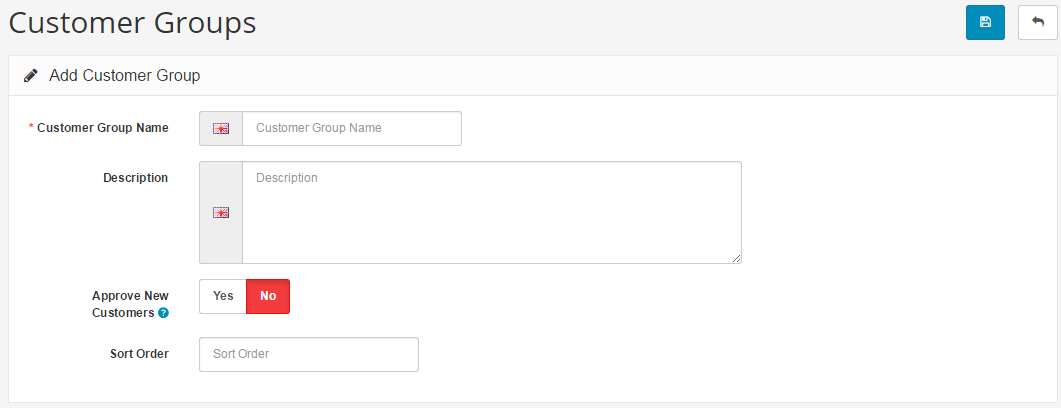 Customer Groups
Add Customer Group
* Customer Group Name
Customer Group Name
Description
Description
Approve New
Customers ?
Yes No
Sort Order
Sort Order